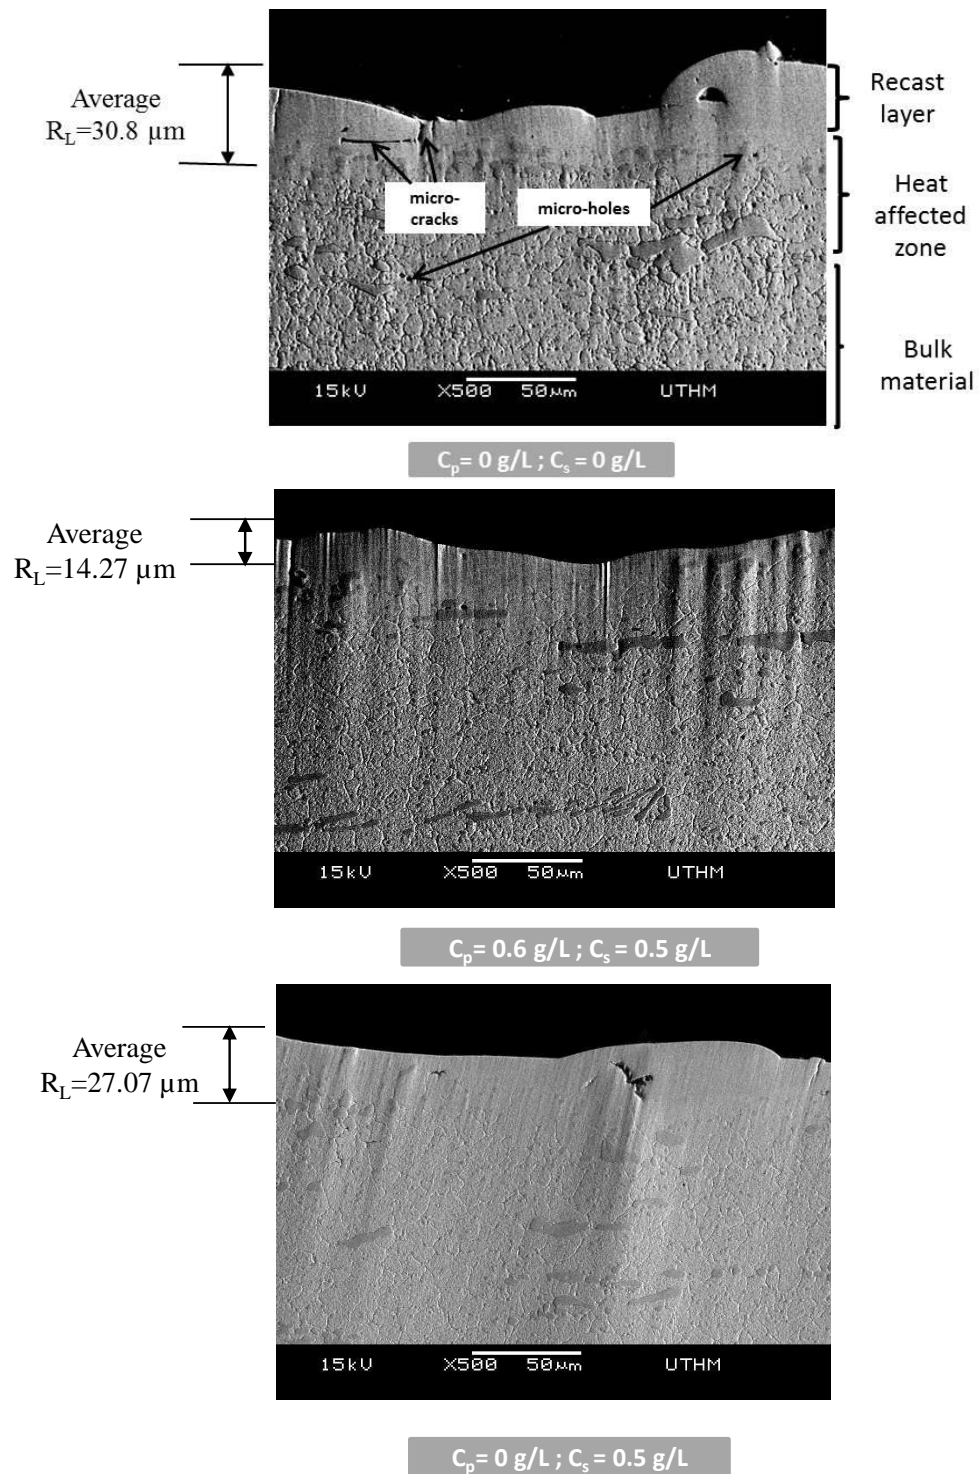 Average
R_L=30.8 µm
Recast
layer
Heat
affected
zone
Bulk
material
micro-
cracks
micro-holes
15kV X500 50µm UTHM
C_p= 0 g/L ; C_s = 0 g/L
Average
R_L=14.27 µm
15kV X500 50µm UTHM
C_p= 0.6 g/L ; C_s = 0.5 g/L
Average
R_L=27.07 µm
15kV X500 50µm UTHM
C_p= 0 g/L ; C_s = 0.5 g/L